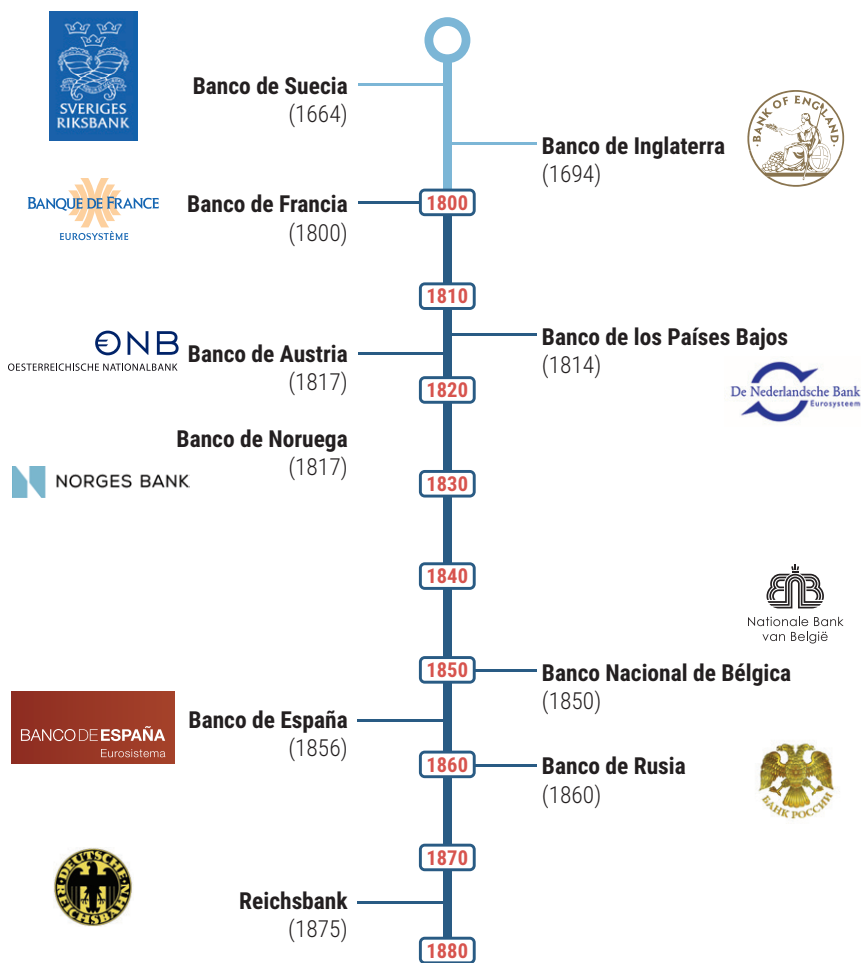 SVERIGES
RIKSBANK
Banco de Suecia
(1664)
BANK OF ENGLAND
Banco de Inglaterra
(1694)
BANQUE DE FRANCE
EUROSYSTÈME
Banco de Francia
(1800)
1800
1810
ONB
OESTERREICHISCHE NATIONALBANK
Banco de Austria
(1817)
Banco de los Países Bajos
(1814)
De Nederlandsche Bank
Eurosysteem
1820
Banco de Noruega
(1817)
NORGES BANK
1830
1840
Nationale Bank
van België
1850
Banco Nacional de Bélgica
(1850)
BANCO DE ESPAÑA
Eurosistema
Banco de España
(1856)
1860
Banco de Rusia
(1860)
БАНК РОССИИ
1870
DEUTSCHE REICHSBAHN
Reichsbank
(1875)
1880